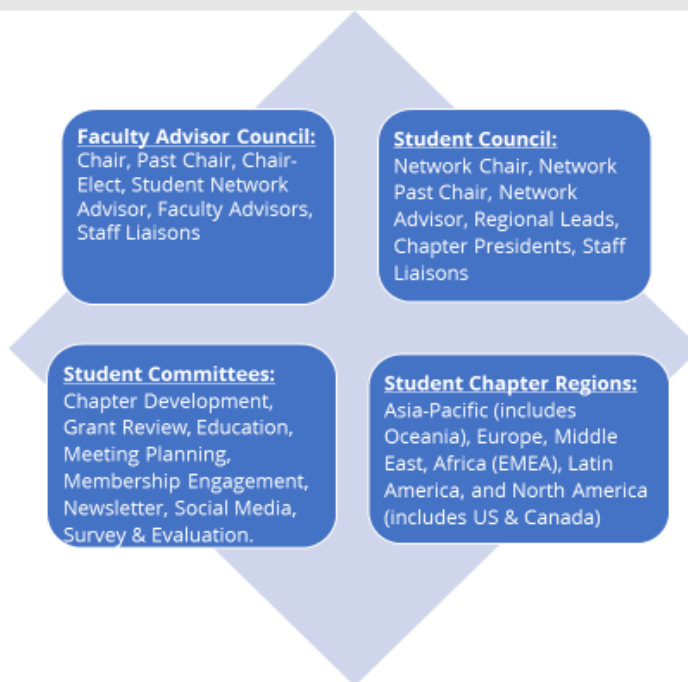 Faculty Advisor Council:
Chair, Past Chair, Chair-
Elect, Student Network
Advisor, Faculty Advisors,
Staff Liaisons
Student Council:
Network Chair, Network
Past Chair, Network
Advisor, Regional Leads,
Chapter Presidents, Staff
Liaisons
Student Committees:
Chapter Development,
Grant Review, Education,
Meeting Planning,
Membership Engagement,
Newsletter, Social Media,
Survey & Evaluation.
Student Chapter Regions:
Asia-Pacific (includes
Oceania), Europe, Middle
East, Africa (EMEA), Latin
America, and North America
(includes US & Canada)